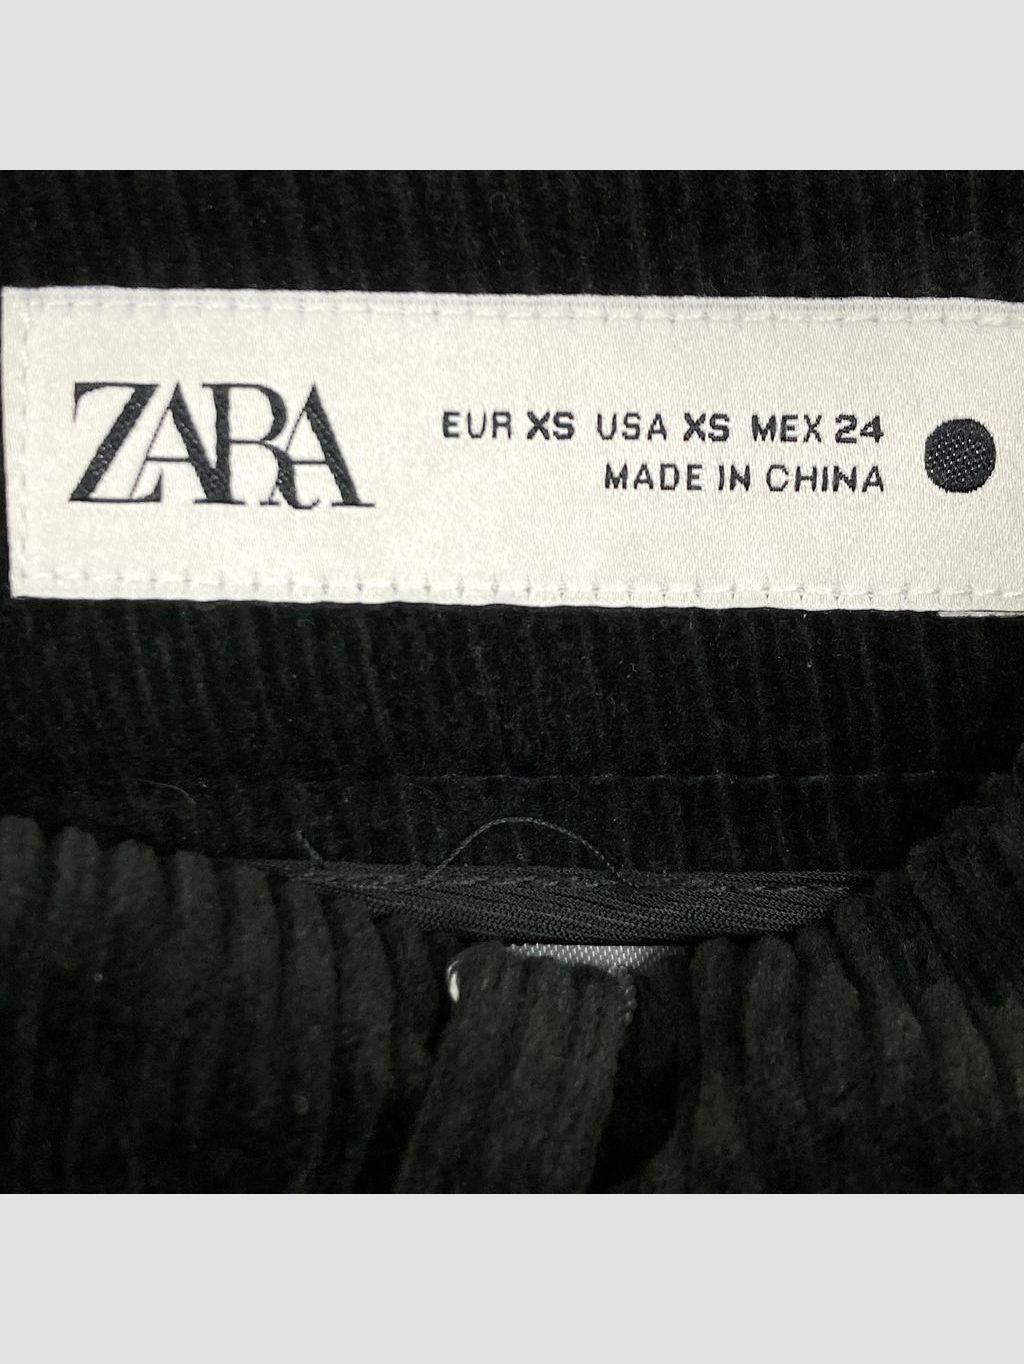 ZARA
EUR XS USA XS MEX 24
MADE IN CHINA